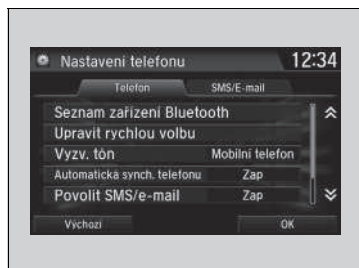 Nastavení telefonu 12:34
Telefon SMS/E-mail
Seznam zařízení Bluetooth
Upravit rychlou volbu
Vyzv. tón Mobilní telefon
Automatická synch. telefonu Zap
Povolit SMS/e-mail Zap
Výchozí OK